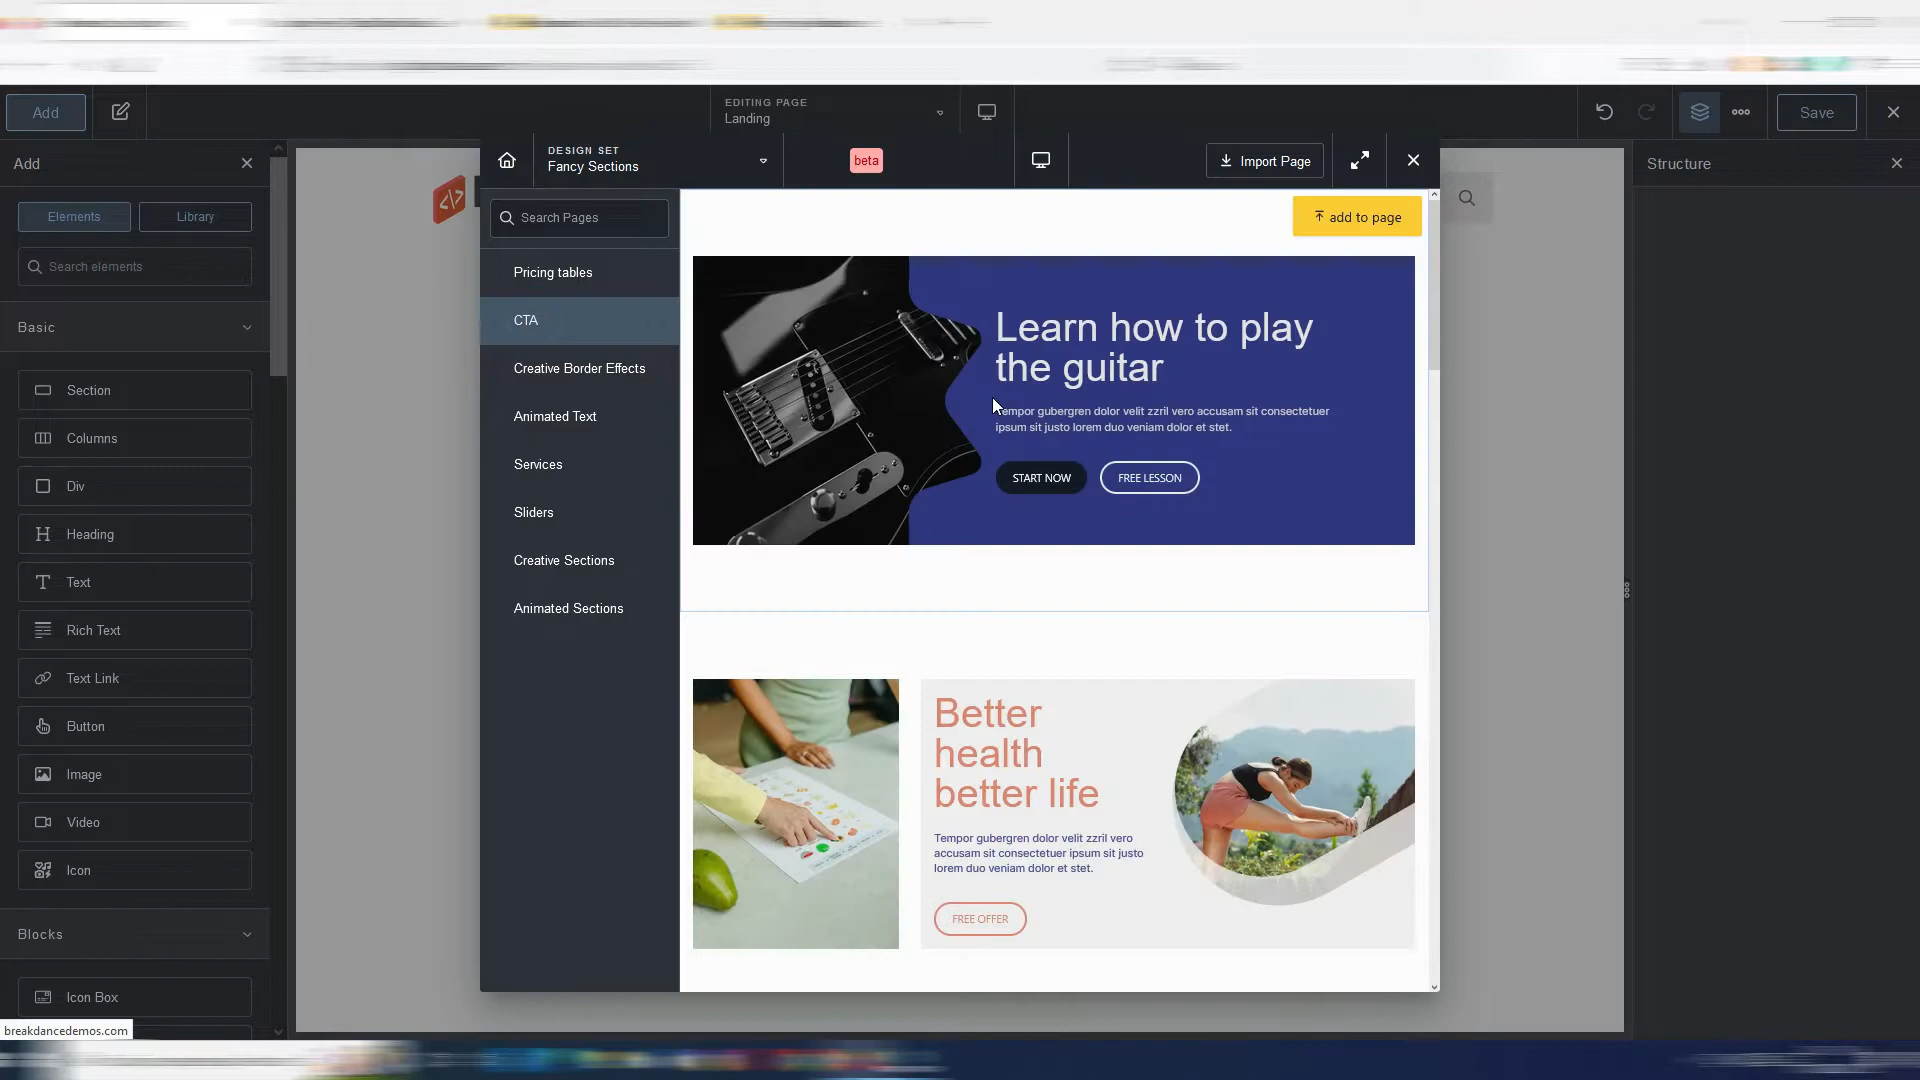 Add
EDITING PAGE
Landing
Save
Add
Elements
Library
Search elements
Basic
Section
Columns
Div
Heading
Text
Rich Text
Text Link
Button
Image
Video
Icon
Blocks
Icon Box
breakdancedemos.com
DESIGN SET
Fancy Sections
beta
Import Page
Search Pages
Pricing tables
CTA
Creative Border Effects
Animated Text
Services
Sliders
Creative Sections
Animated Sections
add to page
Learn how to play
the guitar
Tempor gubergren dolor velit zzril vero accusam sit consectetuer
ipsum sit justo lorem duo veniam dolor et stet.
START NOW
FREE LESSON
Better
health
better life
Tempor gubergren dolor velit zzril vero
accusam sit consectetuer ipsum sit justo
lorem duo veniam dolor et stet.
FREE OFFER
Structure